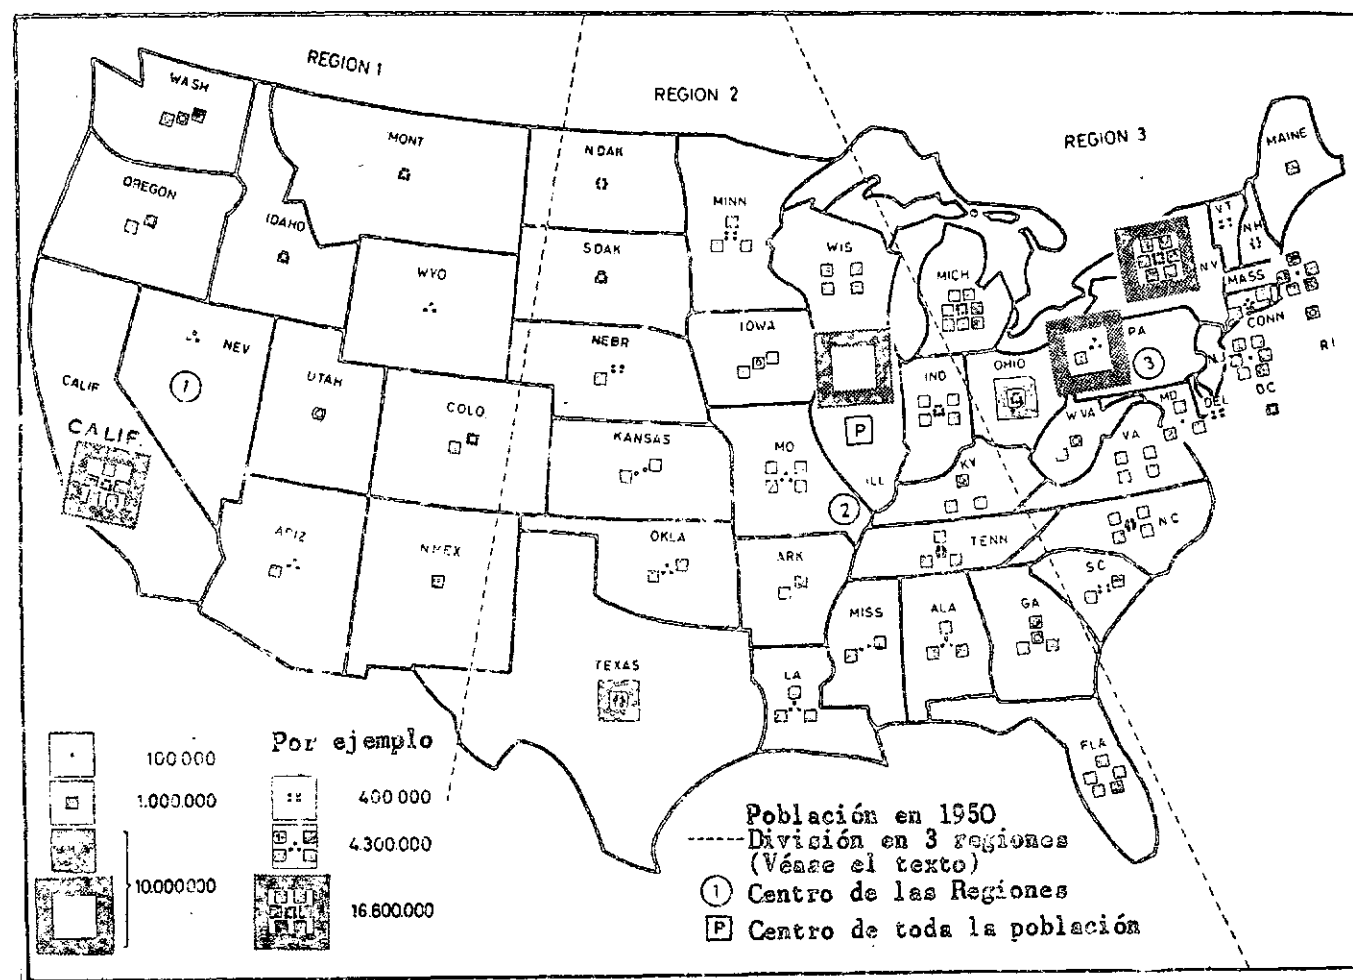 REGION 1
REGION 2
REGION 3
WASH
MONT
N DAK
MINN
MAINE
OREGON
IDAHO
WYO
S DAK
WIS
MICH
VT
NH
NY
MASS
CONN
RI
NEV
UTAH
NEBR
IOWA
IND
OHIO
PA
NJ
DEL
DC
1
3
CALIF
CALIF.
COLO.
KANSAS
MO
P
ILL
2
KY
W VA
VA
MD
ARIZ
N MEX
OKLA
ARK
TENN
N C
S C
TEXAS
LA
MISS
ALA
GA
FLA
100.000
1.000.000
10.000.000
Por ejemplo
400.000
4.300.000
16.600.000
Población en 1950
División en 3 regiones
(Véase el texto)
1 Centro de las Regiones
P Centro de toda la población